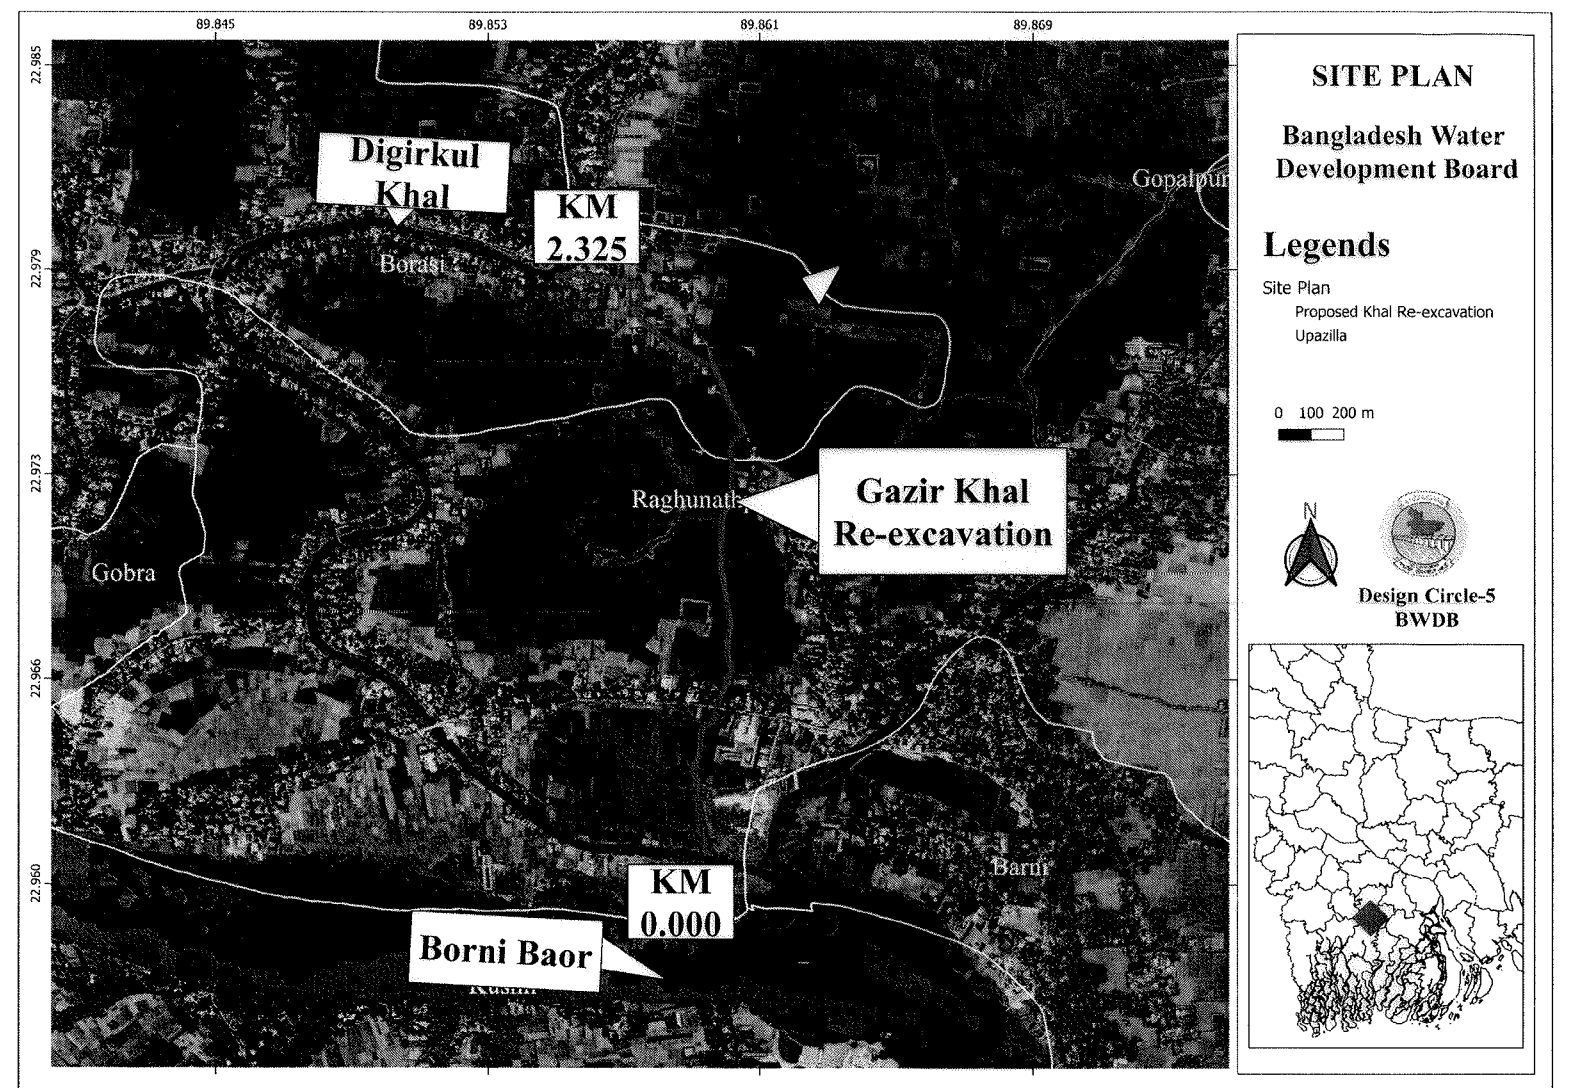 89.845
89.853
89.861
89.869
22.985
22.979
22.973
22.966
22.960
Digirkul
Khal
KM
2.325
Gopalpur
Borasi
Gazir Khal
Re-excavation
Gobra
Barni
KM
0.000
Borni Baor
SITE PLAN
Bangladesh Water
Development Board
Legends
Site Plan
Proposed Khal Re-excavation
Upazilla
0 100 200 m
N
Design Circle-5
BWDB